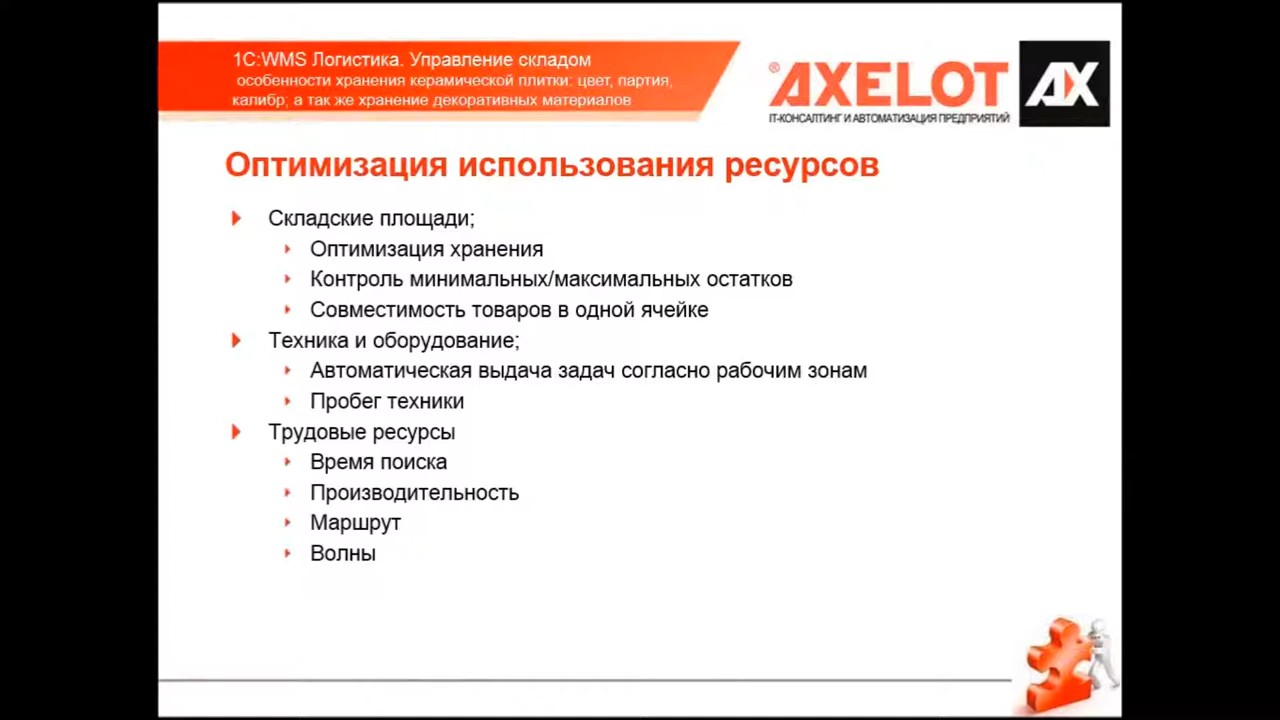 1С:WMS Логистика. Управление складом
особенности хранения керамической плитки: цвет, партия,
калибр; а так же хранение декоративных материалов
® AXELOT AX
IT-КОНСАЛТИНГ И АВТОМАТИЗАЦИЯ ПРЕДПРИЯТИЙ
Оптимизация использования ресурсов
Складские площади;
Оптимизация хранения
Контроль минимальных/максимальных остатков
Совместимость товаров в одной ячейке
Техника и оборудование;
Автоматическая выдача задач согласно рабочим зонам
Пробег техники
Трудовые ресурсы
Время поиска
Производительность
Маршрут
Волны